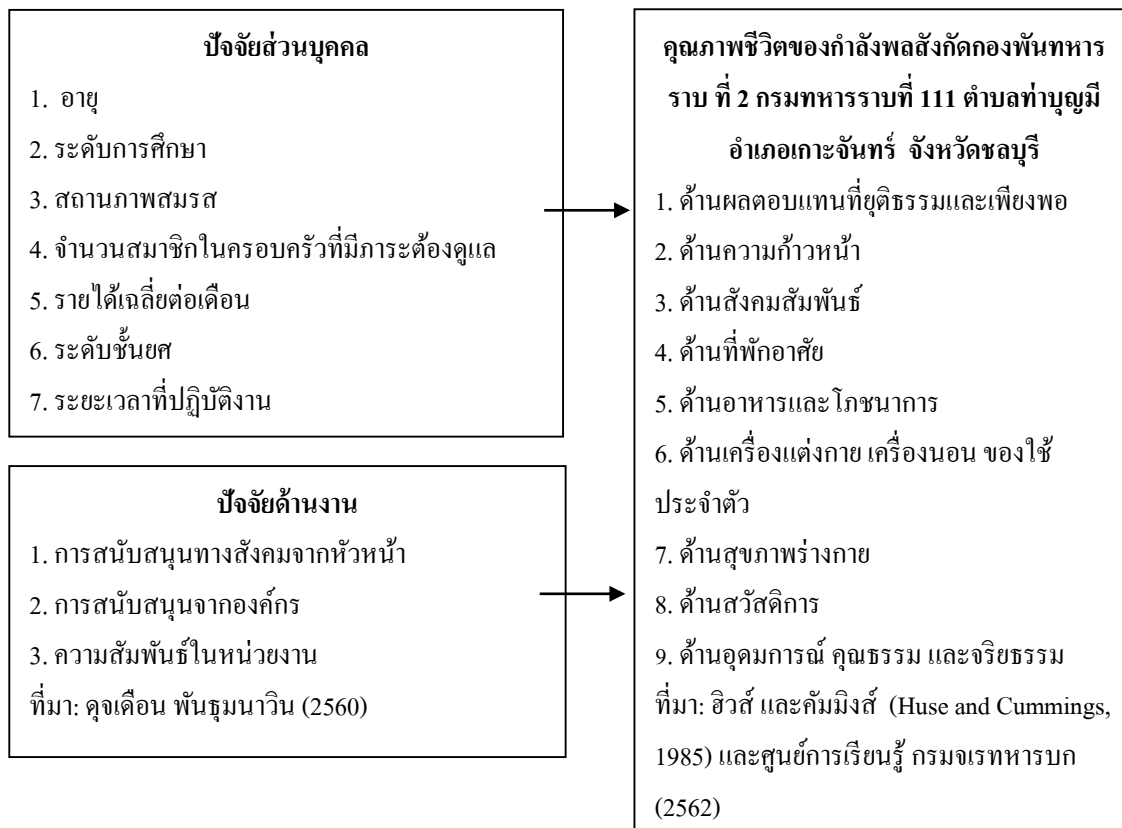 ปัจจัยส่วนบุคคล
1. อายุ
2. ระดับการศึกษา
3. สถานภาพสมรส
4. จำนวนสมาชิกในครอบครัวที่มีภาระต้องดูแล
5. รายได้เฉลี่ยต่อเดือน
6. ระดับชั้นยศ
7. ระยะเวลาที่ปฏิบัติงาน
ปัจจัยด้านงาน
1. การสนับสนุนทางสังคมจากหัวหน้า
2. การสนับสนุนจากองค์กร
3. ความสัมพันธ์ในหน่วยงาน
ที่มา: ดุจเดือน พันธุมนาวิน (2560)
คุณภาพชีวิตของกำลังพลสังกัดกองพันทหาร
ราบ ที่ 2 กรมทหารราบที่ 111 ตำบลท่าบุญมี
อำเภอเกาะจันทร์ จังหวัดชลบุรี
1. ด้านผลตอบแทนที่ยุติธรรมและเพียงพอ
2. ด้านความก้าวหน้า
3. ด้านสังคมสัมพันธ์
4. ด้านที่พักอาศัย
5. ด้านอาหารและโภชนาการ
6. ด้านเครื่องแต่งกาย เครื่องนอน ของใช้
ประจำตัว
7. ด้านสุขภาพร่างกาย
8. ด้านสวัสดิการ
9. ด้านอุดมการณ์ คุณธรรม และจริยธรรม
ที่มา: ฮิวส์ และคัมมิงส์ (Huse and Cummings,
1985) และศูนย์การเรียนรู้ กรมจเรทหารบก
(2562)